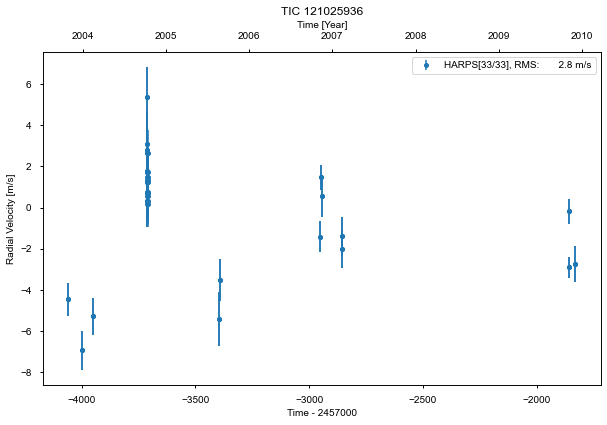 TIC 121025936
Time [Year]
2004 2005 2006 2007 2008 2009 2010
HARPS[33/33], RMS: 2.8 m/s
Radial Velocity [m/s]
6
4
2
0
−2
−4
−6
−8
−4000 −3500 −3000 −2500 −2000
Time - 2457000